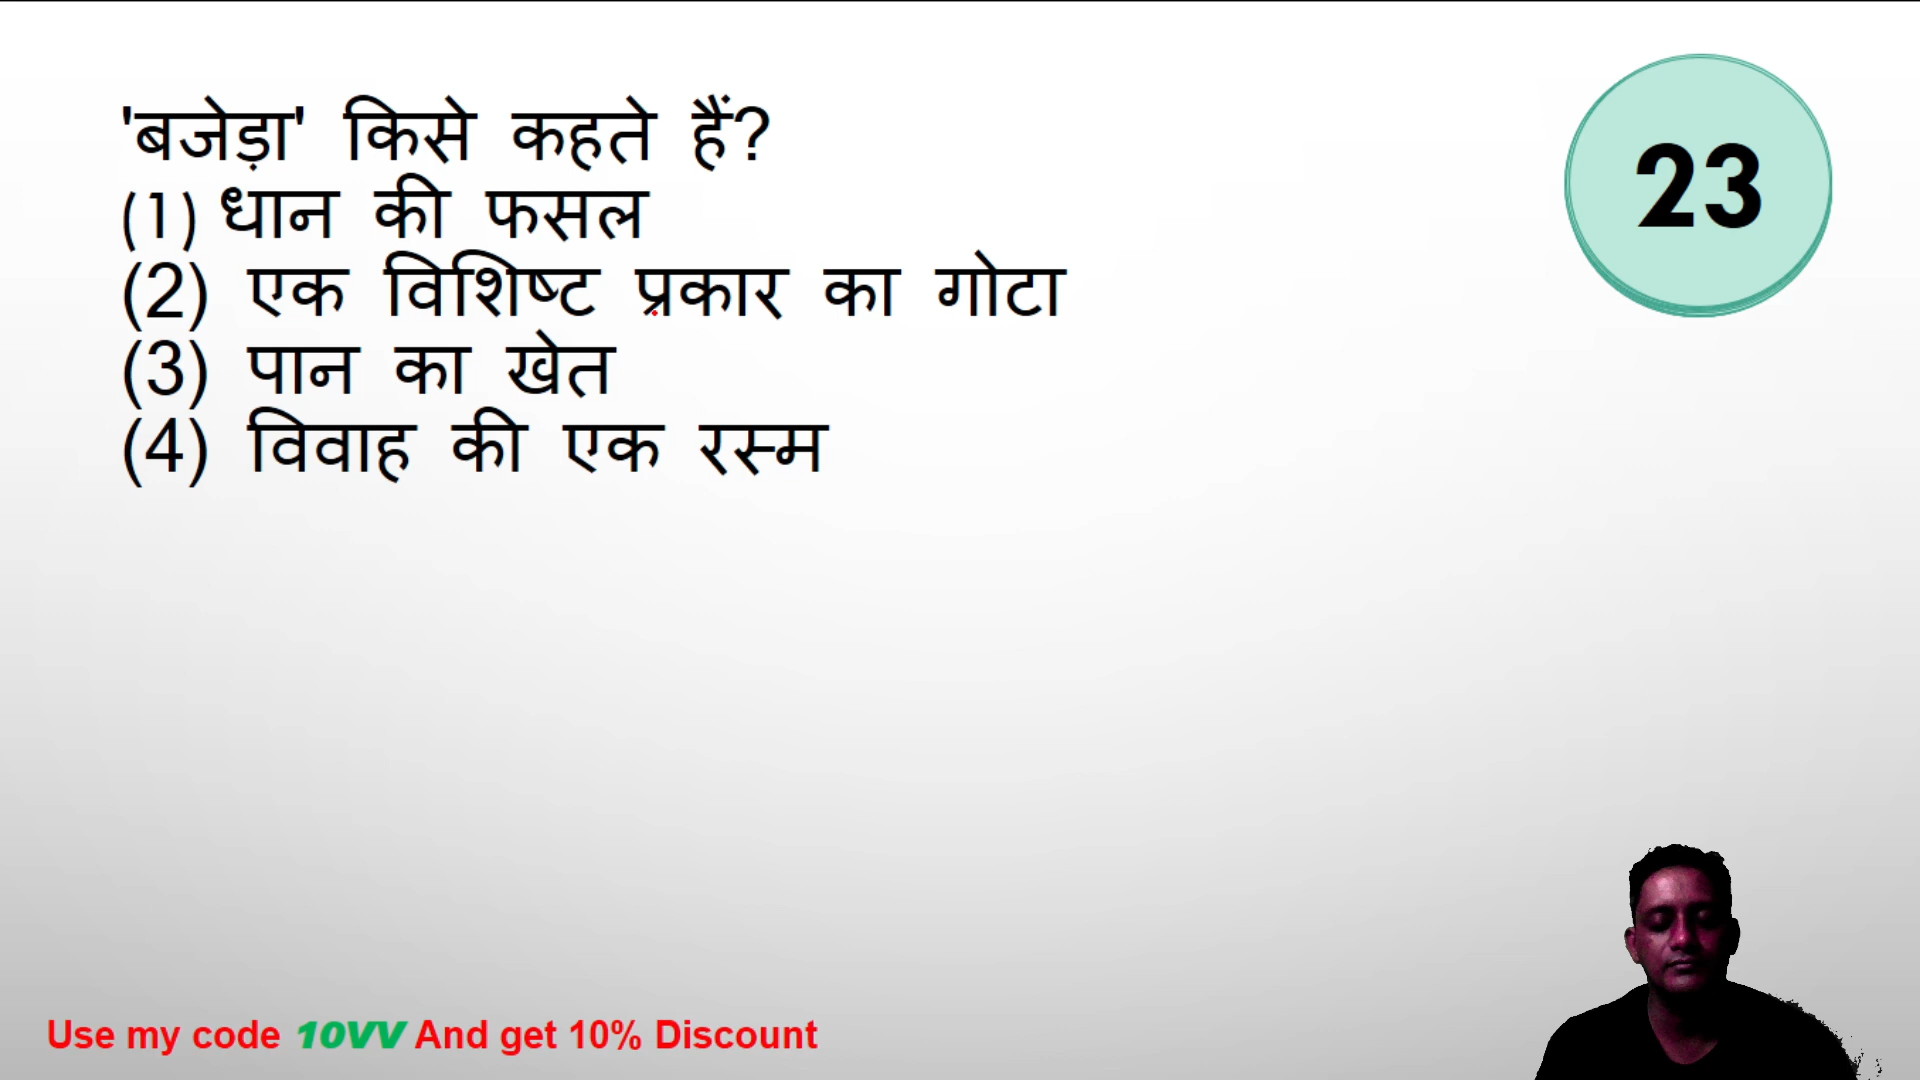 'बजेड़ा' किसे कहते हैं?
(1) धान की फसल
(2) एक विशिष्ट प्रकार का गोटा
(3) पान का खेत
(4) विवाह की एक रस्म
23
Use my code 10VV And get 10% Discount